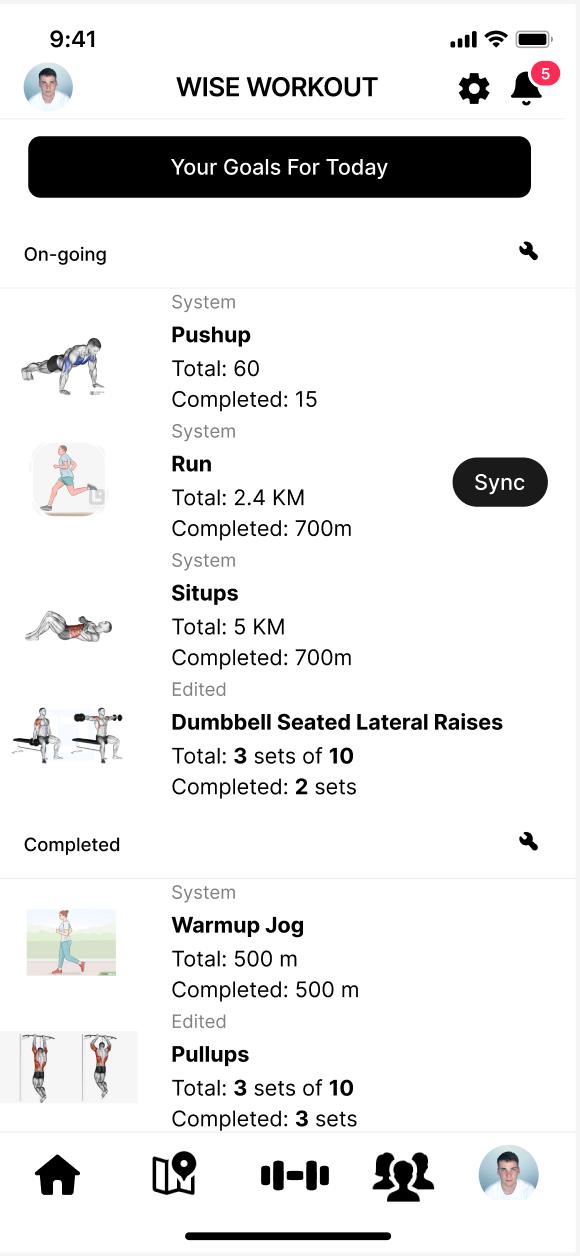 9:41
WISE WORKOUT
5
Your Goals For Today
On-going
System
Pushup
Total: 60
Completed: 15
System
Run
Total: 2.4 KM
Completed: 700m
Sync
System
Situps
Total: 5 KM
Completed: 700m
Edited
Dumbbell Seated Lateral Raises
Total: 3 sets of 10
Completed: 2 sets
Completed
System
Warmup Jog
Total: 500 m
Completed: 500 m
Edited
Pullups
Total: 3 sets of 10
Completed: 3 sets